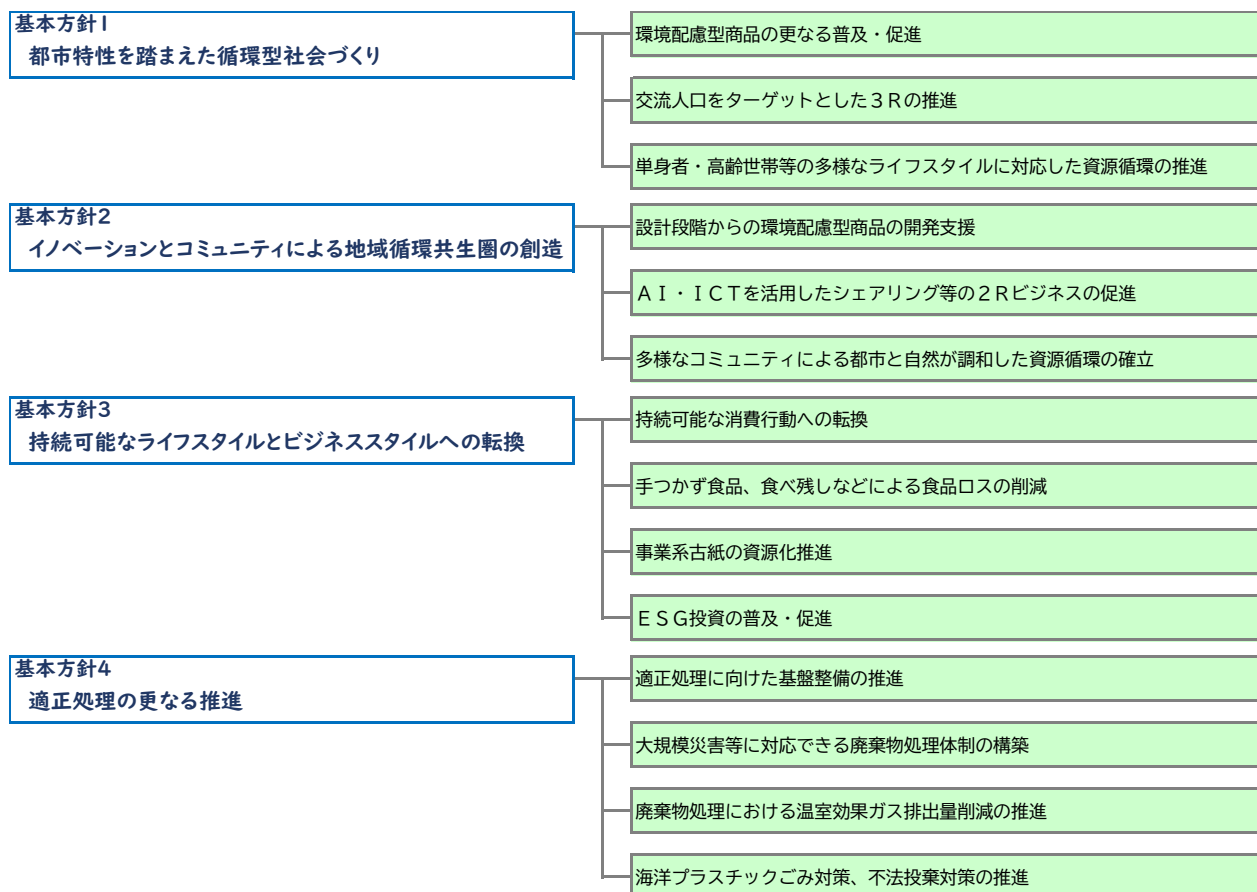 基本方針1
都市特性を踏まえた循環型社会づくり
環境配慮型商品の更なる普及・促進
交流人口をターゲットとした３Ｒの推進
単身者・高齢世帯等の多様なライフスタイルに対応した資源循環の推進
基本方針2
イノベーションとコミュニティによる地域循環共生圏の創造
設計段階からの環境配慮型商品の開発支援
ＡＩ・ＩＣＴを活用したシェアリング等の２Ｒビジネスの促進
多様なコミュニティによる都市と自然が調和した資源循環の確立
基本方針3
持続可能なライフスタイルとビジネススタイルへの転換
持続可能な消費行動への転換
手つかず食品、食べ残しなどによる食品ロスの削減
事業系古紙の資源化推進
ＥＳＧ投資の普及・促進
基本方針4
適正処理の更なる推進
適正処理に向けた基盤整備の推進
大規模災害等に対応できる廃棄物処理体制の構築
廃棄物処理における温室効果ガス排出量削減の推進
海洋プラスチックごみ対策、不法投棄対策の推進